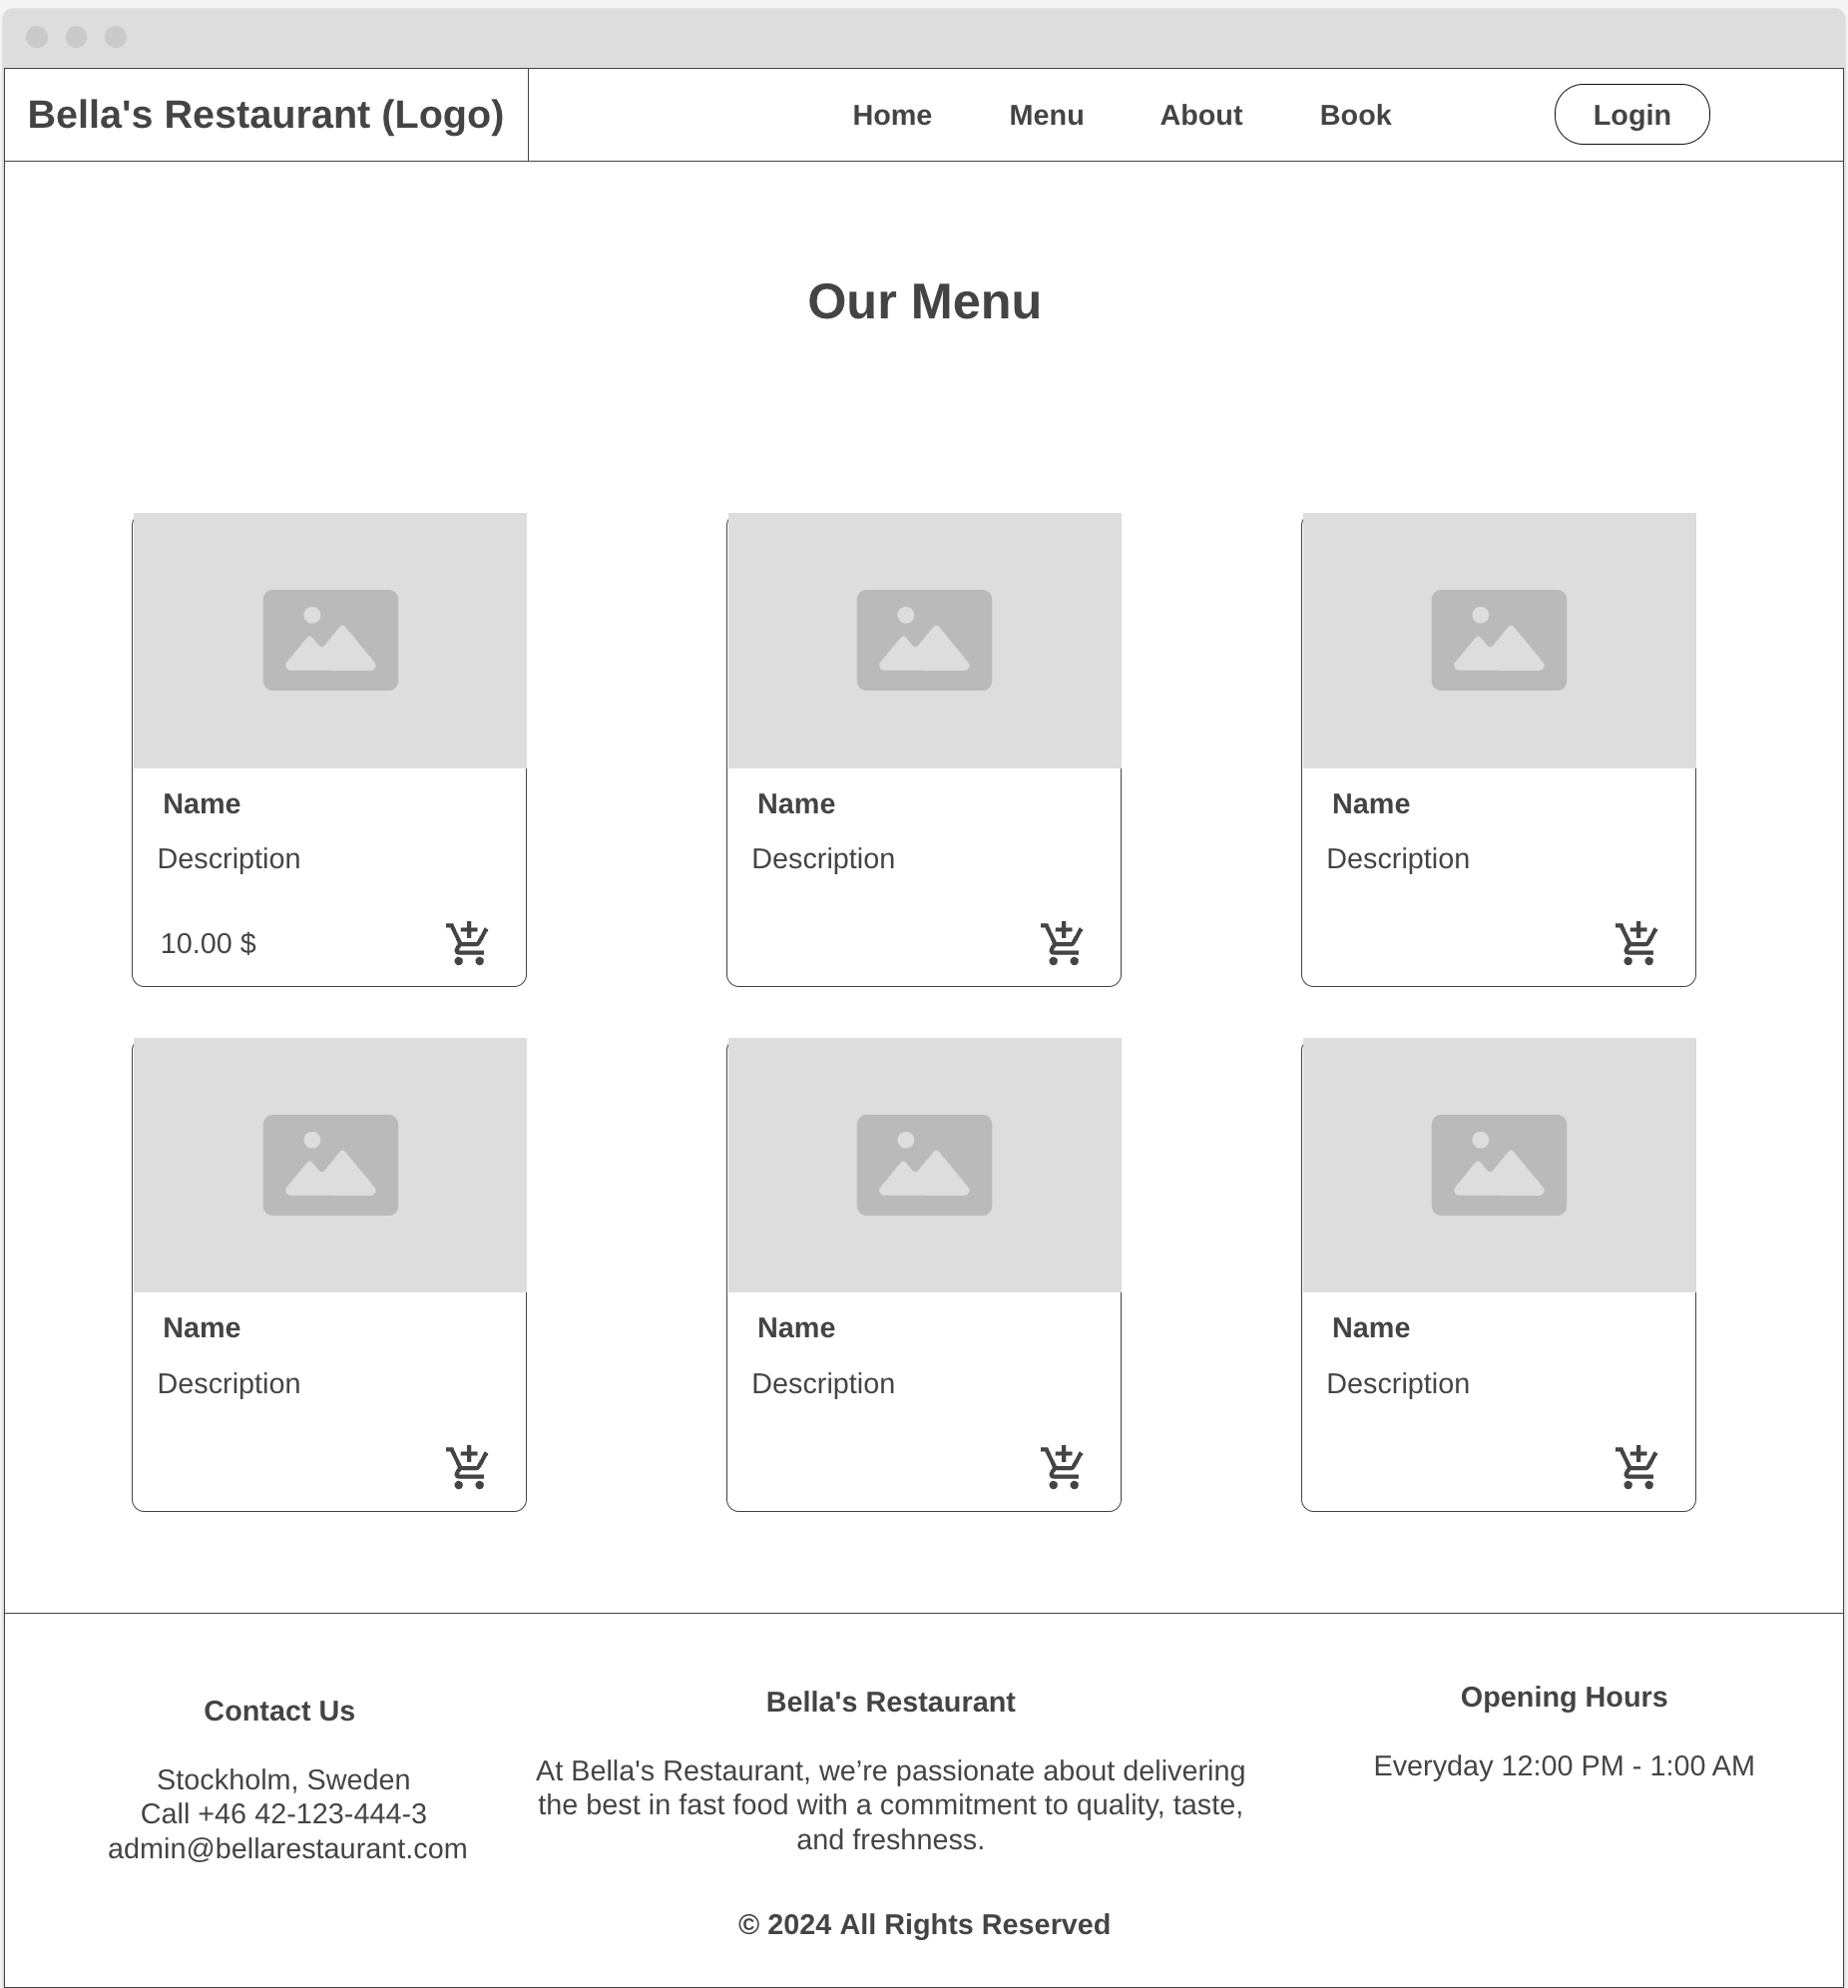 Bella's Restaurant (Logo)
Home
Menu
About
Book
Login
Our Menu
Name
Description
10.00 $
Name
Description
Name
Description
Name
Description
Name
Description
Name
Description
Contact Us
Stockholm, Sweden
Call +46 42-123-444-3
admin@bellarestaurant.com
Bella's Restaurant
At Bella's Restaurant, we’re passionate about delivering
the best in fast food with a commitment to quality, taste,
and freshness.
Opening Hours
Everyday 12:00 PM - 1:00 AM
© 2024 All Rights Reserved